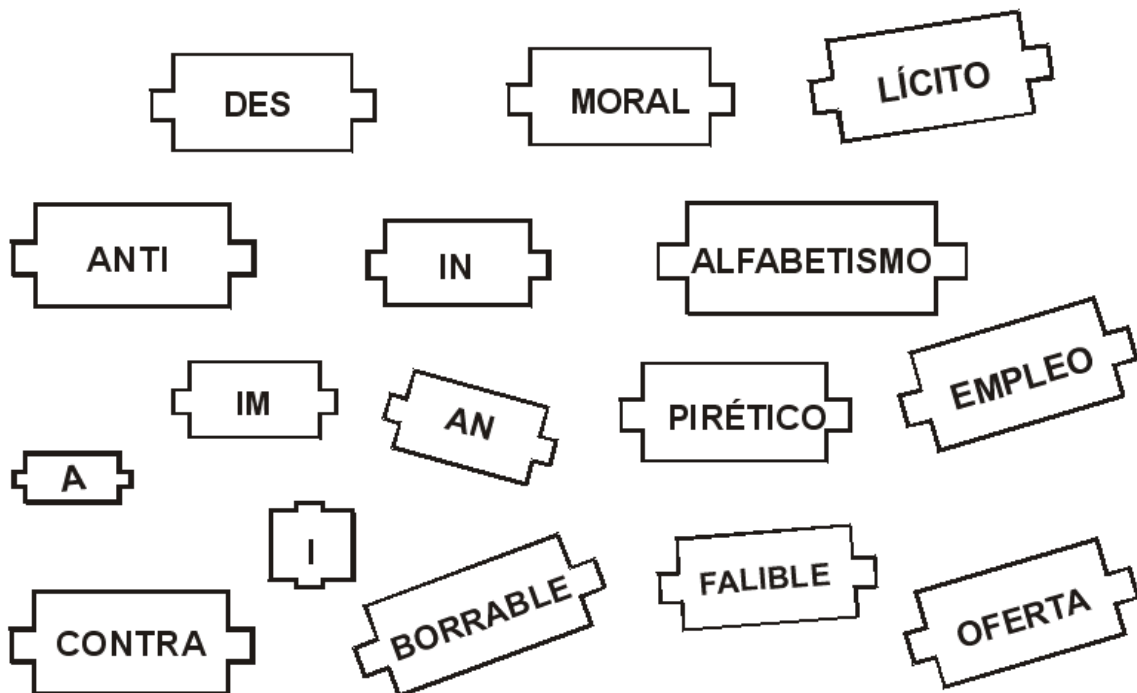 DES
MORAL
LÍCITO
ANTI
IN
ALFABETISMO
IM
AN
PIRÉTICO
EMPLEO
A
I
CONTRA
BORRABLE
FALIBLE
OFERTA